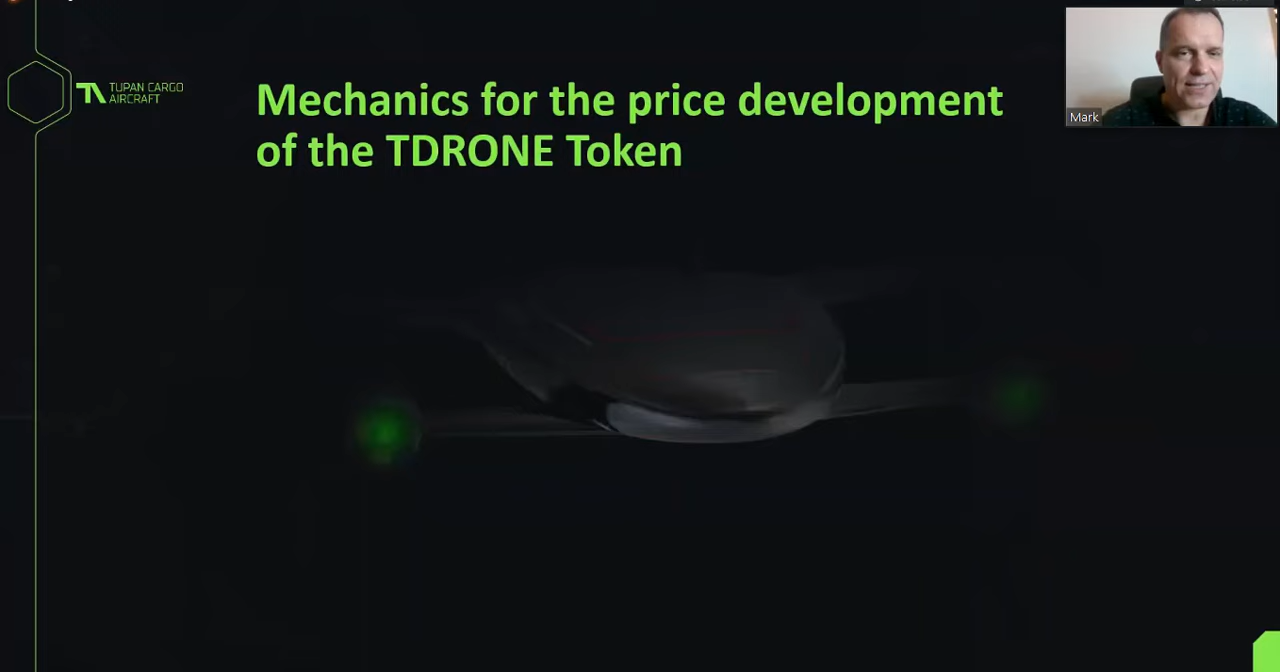 TUPAN CARGO
AIRCRAFT
Mechanics for the price development
of the TDRONE Token
Mark